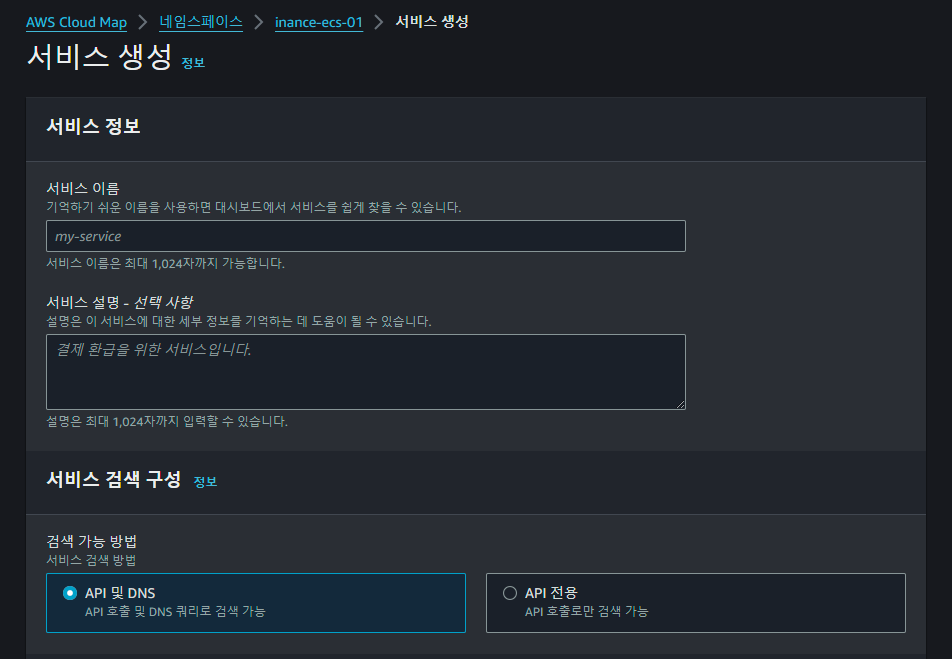 AWS Cloud Map > 네임스페이스 > inance-ecs-01 > 서비스 생성
서비스 생성 정보
서비스 정보
서비스 이름
기억하기 쉬운 이름을 사용하면 대시보드에서 서비스를 쉽게 찾을 수 있습니다.
my-service
서비스 이름은 최대 1,024자까지 가능합니다.
서비스 설명 - 선택 사항
설명은 이 서비스에 대한 세부 정보를 기억하는 데 도움이 될 수 있습니다.
결제 환급을 위한 서비스입니다.
설명은 최대 1,024자까지 입력할 수 있습니다.
서비스 검색 구성 정보
검색 가능 방법
서비스 검색 방법
API 및 DNS
API 호출 및 DNS 쿼리로 검색 가능
API 전용
API 호출로만 검색 가능